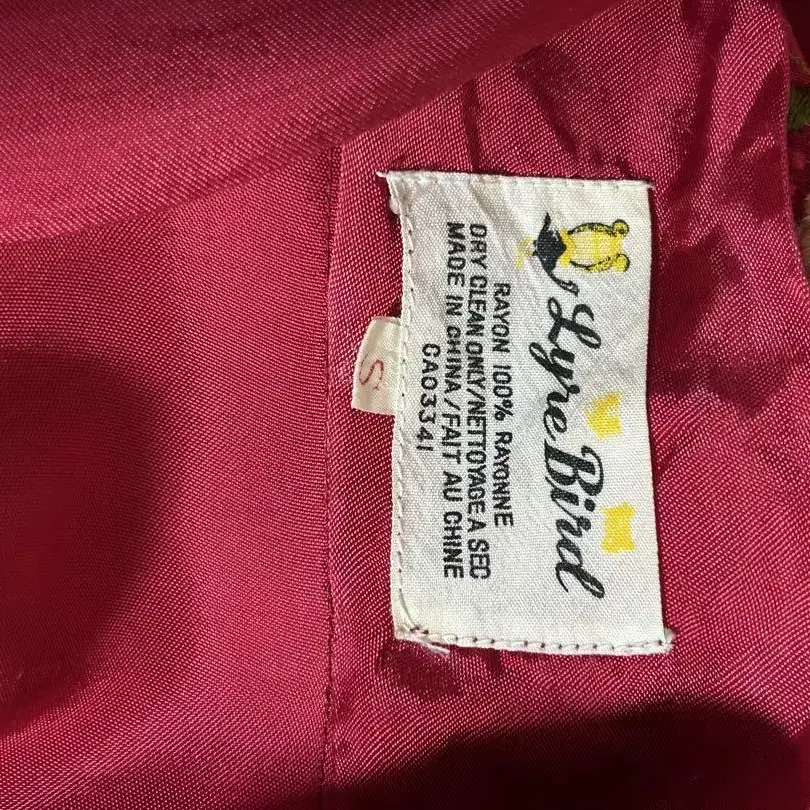 Lyre Bird
RAYON 100% RAYONNE
DRY CLEAN ONLY/NETTOYAGE A SEC
MADE IN CHINA/FAIT AU CHINE
CA03341
S